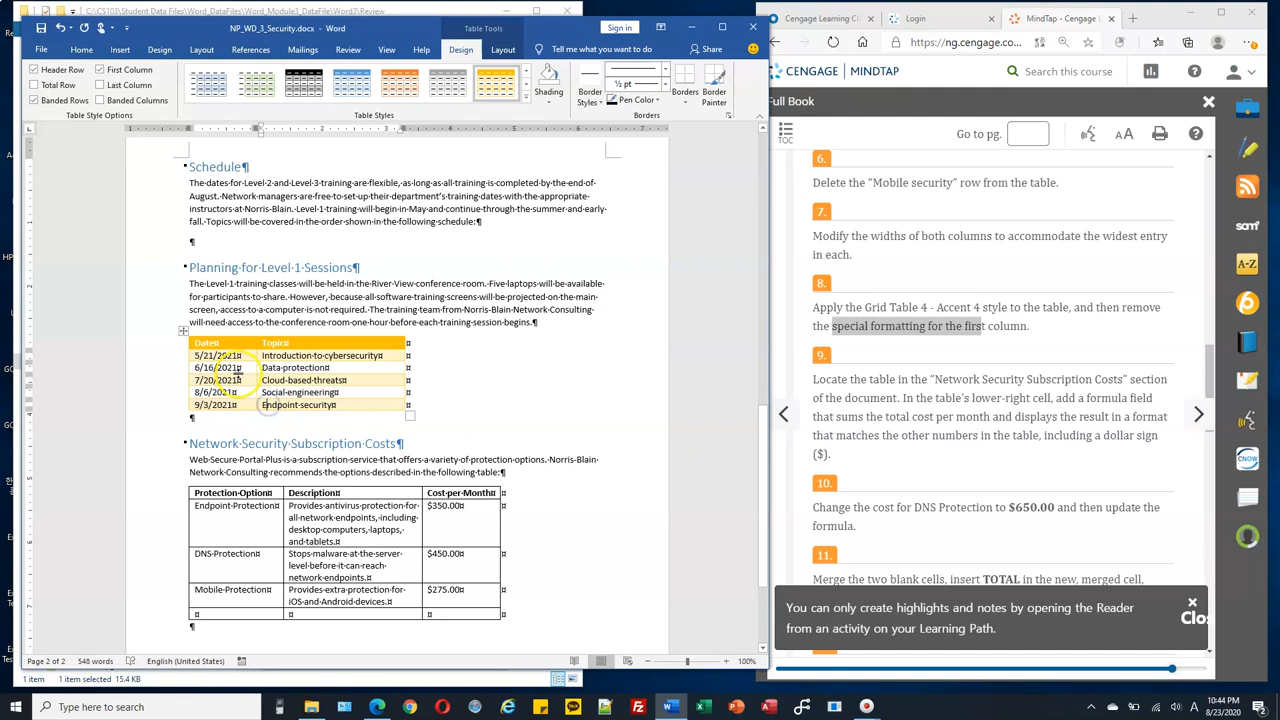 C:\CS103\Student Data Files\Word_DataFiles\Word_Module3_DataFile\Word3\Review
NP_WD_3_Security.docx - Word
Table Tools
Sign in
File
Home
Insert
Design
Layout
References
Mailings
Review
View
Help
Design
Layout
Tell me what you want to do
Share
Header Row
First Column
Total Row
Last Column
Banded Rows
Banded Columns
Table Style Options
Table Styles
Shading
Border Styles
½ pt
Pen Color
Borders
Border Painter
Borders
Schedule¶
The dates for Level 2 and Level 3 training are flexible, as long as all training is completed by the end of
August. Network managers are free to set up their department's training dates with the appropriate
instructors at Norris-Blain. Level 1 training will begin in May and continue through the summer and early
fall. Topics will be covered in the order shown in the following schedule:¶
¶
Planning·for·Level·1·Sessions¶
The Level 1 training classes will be held in the River View conference room. Five laptops will be available
for participants to share. However, because all software training screens will be projected on the main
screen, access to a computer is not required. The training team from Norris-Blain Network Consulting
will need access to the conference room one hour before each training session begins.¶
Date¤ Topic¤ ¤
5/21/2021¤ Introduction·to·cybersecurity¤ ¤
6/16/2021¤ Data·protection¤ ¤
7/20/2021¤ Cloud-based·threats¤ ¤
8/6/2021¤ Social·engineering¤ ¤
9/3/2021¤ Endpoint·security¤ ¤
¶
Network·Security·Subscription·Costs¶
Web Secure Portal Plus is a subscription service that offers a variety of protection options. Norris-Blain
Network Consulting recommends the options described in the following table:¶
Protection·Option¤ Description¤ Cost·per·Month¤ ¤
Endpoint·Protection¤ Provides·antivirus·protection·for· $350.00¤ ¤
all·network·endpoints,·including·
desktop·computers,·laptops,·
and·tablets.¤
DNS·Protection¤ Stops·malware·at·the·server· $450.00¤ ¤
level·before·it·can·reach·
network·endpoints.¤
Mobile·Protection¤ Provides·extra·protection·for· $275.00¤ ¤
iOS·and·Android·devices.¤
¤ ¤ ¤ ¤
¶
Page 2 of 2
548 words
English (United States)
100%
1 item
1 item selected 15.4 KB
Cengage Learning
Login
MindTap - Cengage L
https://ng.cengage.com
CENGAGE
MINDTAP
Search this course
Full Book
TOC
Go to pg.
AA
6.
Delete the “Mobile security” row from the table.
7.
Modify the widths of both columns to accommodate the widest entry
in each.
8.
Apply the Grid Table 4 - Accent 4 style to the table, and then remove
the special formatting for the first column.
9.
Locate the table in the “Network Security Subscription Costs” section
of the document. In the table’s lower-right cell, add a formula field
that sums the total cost per month and displays the result in a format
that matches the other numbers in the table, including a dollar sign
($).
10.
Change the cost for DNS Protection to $650.00 and then update the
formula.
11.
Merge the two blank cells, insert TOTAL in the new, merged cell,
You can only create highlights and notes by opening the Reader
from an activity on your Learning Path.
Clos
sam
A-Z
6
CNOW
Type here to search
10:44 PM
8/23/2020